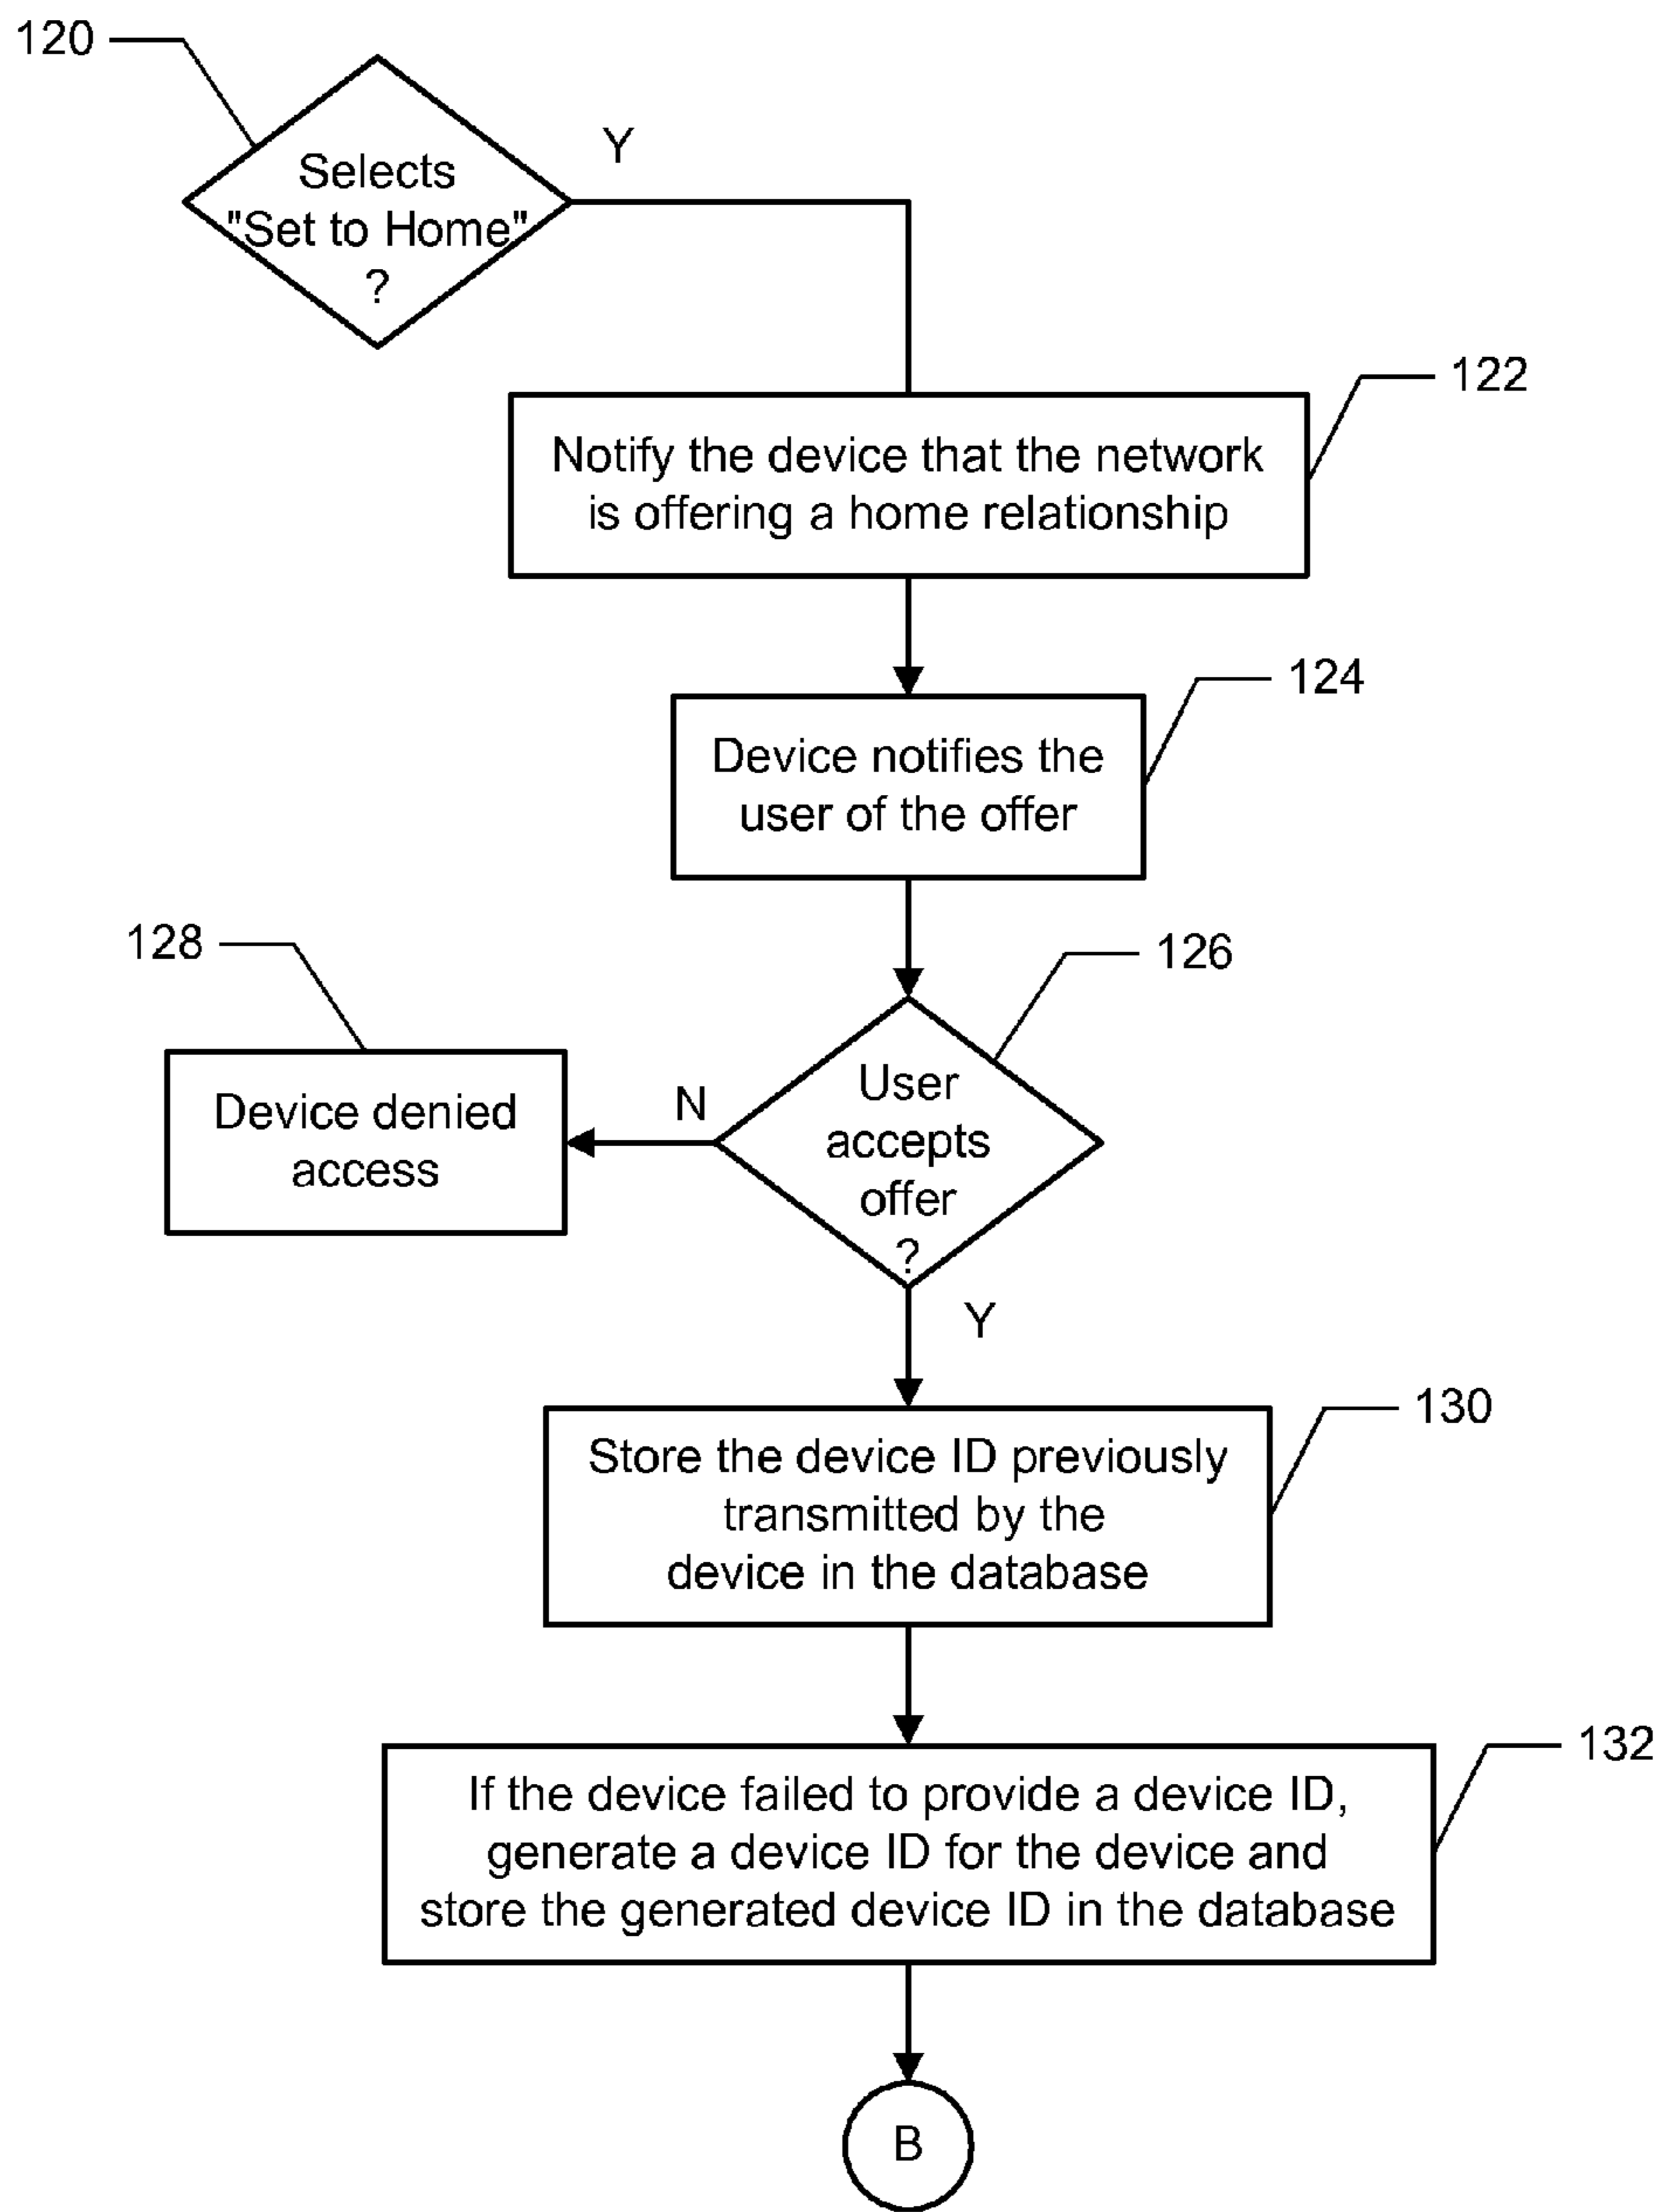 120
Selects
"Set to Home"
?
Y
122
Notify the device that the network
is offering a home relationship
124
Device notifies the
user of the offer
128
Device denied
access
N
126
User
accepts
offer
?
Y
130
Store the device ID previously
transmitted by the
device in the database
132
If the device failed to provide a device ID,
generate a device ID for the device and
store the generated device ID in the database
B